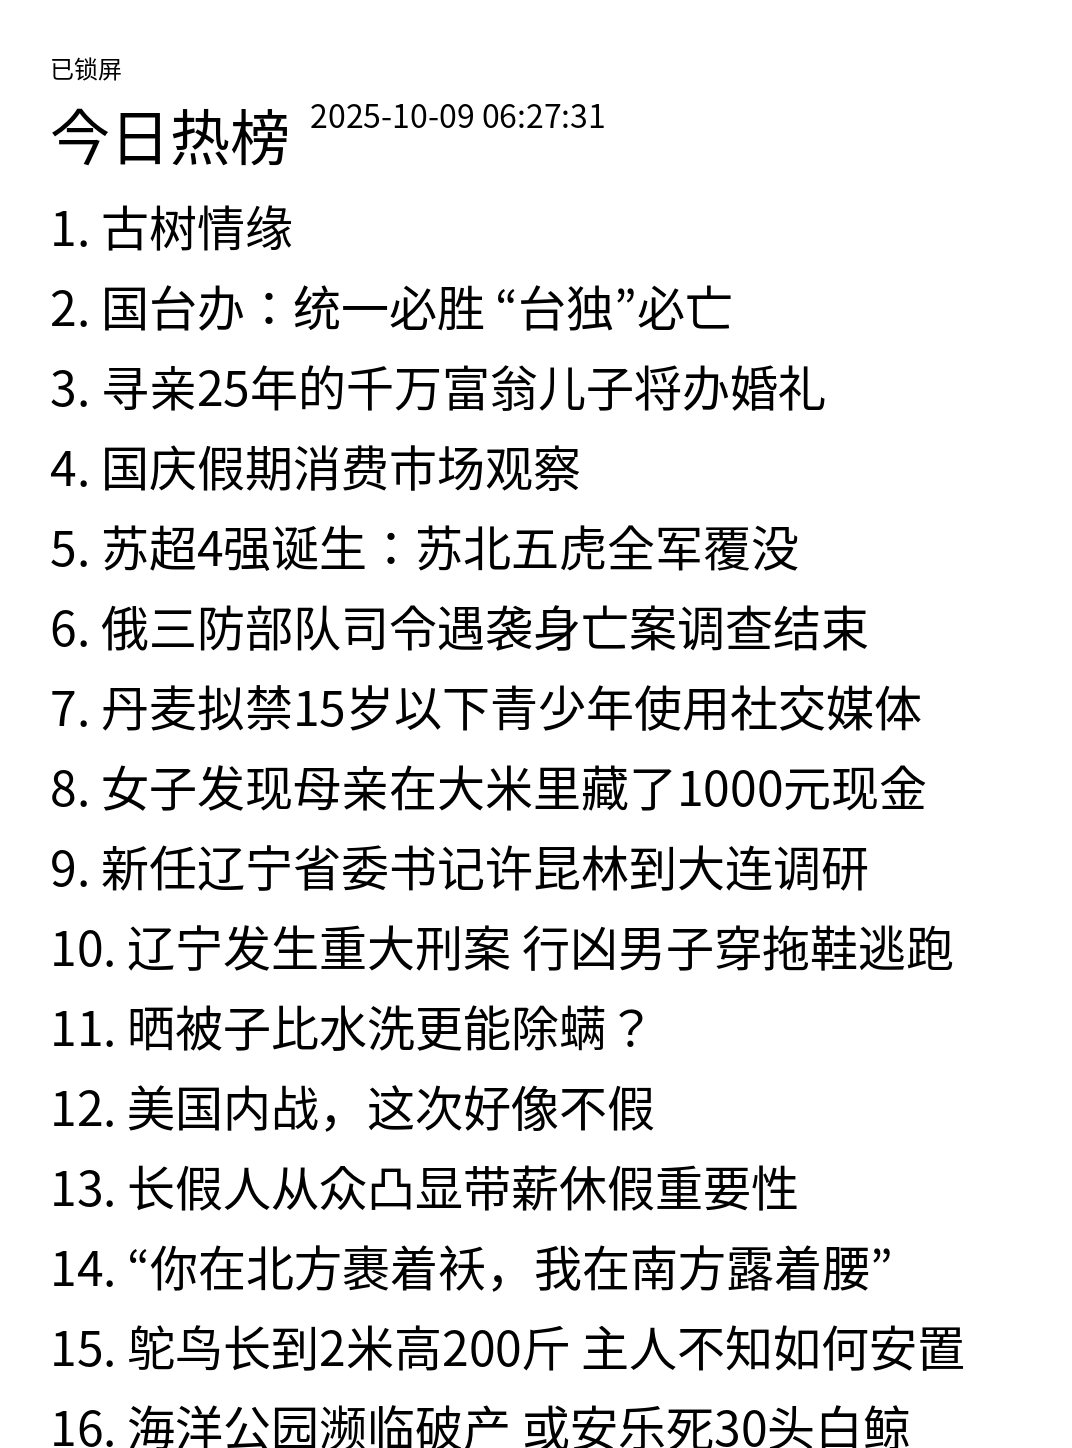 已锁屏
今日热榜 2025-10-09 06:27:31
1. 古树情缘
2. 国台办：统一必胜 “台独”必亡
3. 寻亲25年的千万富翁儿子将办婚礼
4. 国庆假期消费市场观察
5. 苏超4强诞生：苏北五虎全军覆没
6. 俄三防部队司令遇袭身亡案调查结束
7. 丹麦拟禁15岁以下青少年使用社交媒体
8. 女子发现母亲在大米里藏了1000元现金
9. 新任辽宁省委书记许昆林到大连调研
10. 辽宁发生重大刑案 行凶男子穿拖鞋逃跑
11. 晒被子比水洗更能除螨？
12. 美国内战，这次好像不假
13. 长假人从众凸显带薪休假重要性
14. “你在北方裹着袄，我在南方露着腰”
15. 鸵鸟长到2米高200斤 主人不知如何安置
16. 海洋公园濒临破产 或安乐死30头白鲸